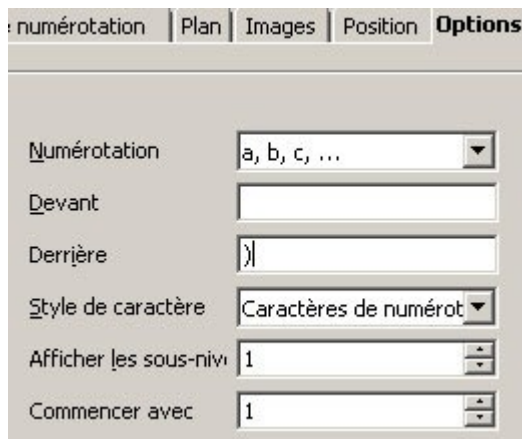 numérotation Plan Images Position Options
Numérotation a, b, c, ...
Devant
Derrière )
Style de caractère Caractères de numérot
Afficher les sous-niv 1
Commencer avec 1